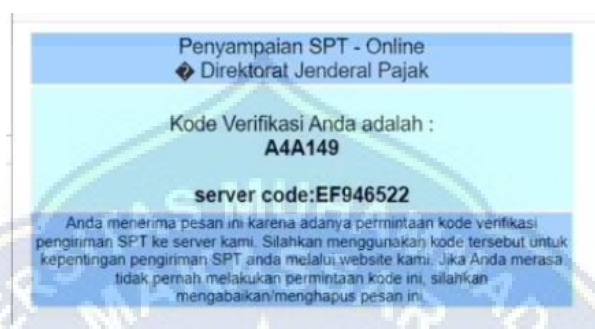 Penyampaian SPT - Online
� Direktorat Jenderal Pajak
Kode Verifikasi Anda adalah :
A4A149
server code:EF946522
Anda menerima pesan ini karena adanya permintaan kode verifikasi
pengiriman SPT ke server kami. Silahkan menggunakan kode tersebut untuk
kepentingan pengiriman SPT anda melalui website kami. Jika Anda merasa
tidak pernah melakukan permintaan kode ini, silahkan
mengabaikan/menghapus pesan ini